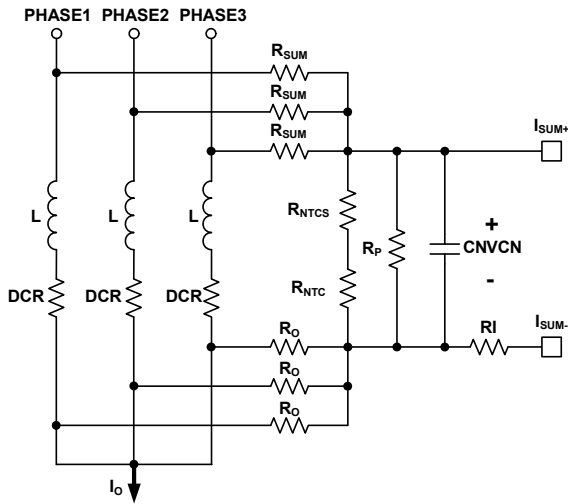 PHASE1 PHASE2 PHASE3
RSUM
RSUM
RSUM
ISUM+
L L L
RNTCS
RP
+
CNVCN
-
DCR DCR DCR
RNTC
RO
RI
ISUM-
RO
RO
IO